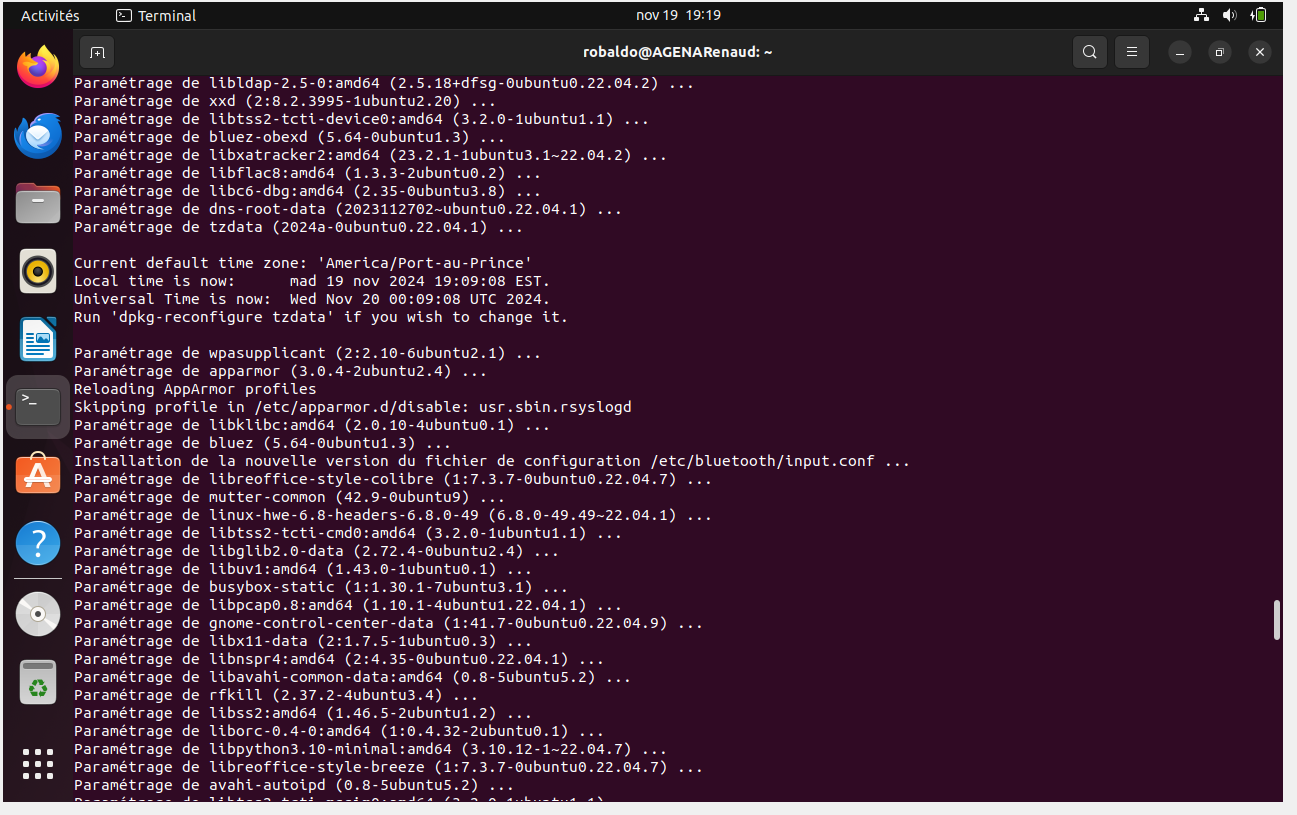 Activités
Terminal
nov 19 19:19
robaldo@AGENARenaud: ~
Paramétrage de libldap-2.5-0:amd64 (2.5.18+dfsg-0ubuntu0.22.04.2) ...
Paramétrage de xxd (2:8.2.3995-1ubuntu2.20) ...
Paramétrage de libtss2-tcti-device0:amd64 (3.2.0-1ubuntu1.1) ...
Paramétrage de bluez-obexd (5.64-0ubuntu1.3) ...
Paramétrage de libxatracker2:amd64 (23.2.1-1ubuntu3.1~22.04.2) ...
Paramétrage de libflac8:amd64 (1.3.3-2ubuntu0.2) ...
Paramétrage de libc6-dbg:amd64 (2.35-0ubuntu3.8) ...
Paramétrage de dns-root-data (2023112702~ubuntu0.22.04.1) ...
Paramétrage de tzdata (2024a-0ubuntu0.22.04.1) ...
Current default time zone: 'America/Port-au-Prince'
Local time is now:      mad 19 nov 2024 19:09:08 EST.
Universal Time is now:  Wed Nov 20 00:09:08 UTC 2024.
Run 'dpkg-reconfigure tzdata' if you wish to change it.
Paramétrage de wpasupplicant (2:2.10-6ubuntu2.1) ...
Paramétrage de apparmor (3.0.4-2ubuntu2.4) ...
Reloading AppArmor profiles
Skipping profile in /etc/apparmor.d/disable: usr.sbin.rsyslogd
Paramétrage de libklibc:amd64 (2.0.10-4ubuntu0.1) ...
Paramétrage de bluez (5.64-0ubuntu1.3) ...
Installation de la nouvelle version du fichier de configuration /etc/bluetooth/input.conf ...
Paramétrage de libreoffice-style-colibre (1:7.3.7-0ubuntu0.22.04.7) ...
Paramétrage de mutter-common (42.9-0ubuntu9) ...
Paramétrage de linux-hwe-6.8-headers-6.8.0-49 (6.8.0-49.49~22.04.1) ...
Paramétrage de libtss2-tcti-cmd0:amd64 (3.2.0-1ubuntu1.1) ...
Paramétrage de libglib2.0-data (2.72.4-0ubuntu2.4) ...
Paramétrage de libuv1:amd64 (1.43.0-1ubuntu0.1) ...
Paramétrage de busybox-static (1:1.30.1-7ubuntu3.1) ...
Paramétrage de libpcap0.8:amd64 (1.10.1-4ubuntu1.22.04.1) ...
Paramétrage de gnome-control-center-data (1:41.7-0ubuntu0.22.04.9) ...
Paramétrage de libx11-data (2:1.7.5-1ubuntu0.3) ...
Paramétrage de libnspr4:amd64 (2:4.35-0ubuntu0.22.04.1) ...
Paramétrage de libavahi-common-data:amd64 (0.8-5ubuntu5.2) ...
Paramétrage de rfkill (2.37.2-4ubuntu3.4) ...
Paramétrage de libss2:amd64 (1.46.5-2ubuntu1.2) ...
Paramétrage de liborc-0.4-0:amd64 (1:0.4.32-2ubuntu0.1) ...
Paramétrage de libpython3.10-minimal:amd64 (3.10.12-1~22.04.7) ...
Paramétrage de libreoffice-style-breeze (1:7.3.7-0ubuntu0.22.04.7) ...
Paramétrage de avahi-autoipd (0.8-5ubuntu5.2) ...